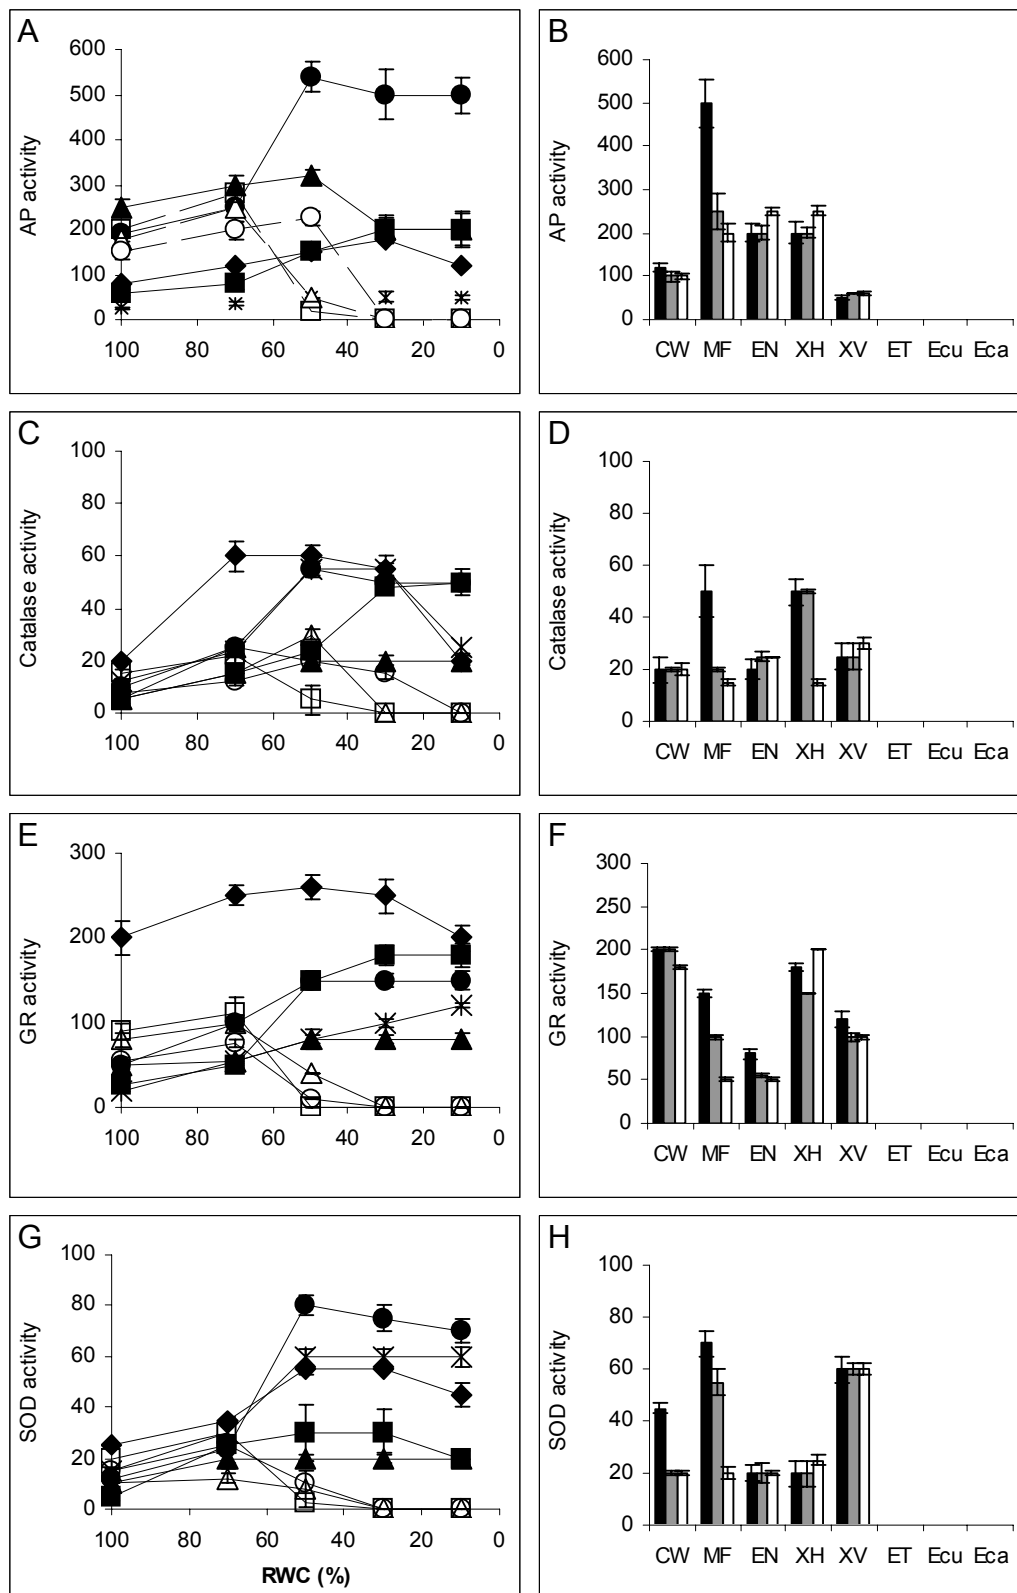 A
600
500
400
300
200
100
0
AP activity
100 80 60 40 20 0
B
600
500
400
300
200
100
0
AP activity
CW MF EN XH XV ET Ecu Eca
C
100
80
60
40
20
0
Catalase activity
100 80 60 40 20 0
D
100
80
60
40
20
0
Catalase activity
CW MF EN XH XV ET Ecu Eca
E
300
200
100
0
GR activity
100 80 60 40 20 0
F
300
250
200
150
100
50
0
GR activity
CW MF EN XH XV ET Ecu Eca
G
100
80
60
40
20
0
SOD activity
100 80 60 40 20 0
RWC (%)
H
100
80
60
40
20
0
SOD activity
CW MF EN XH XV ET Ecu Eca